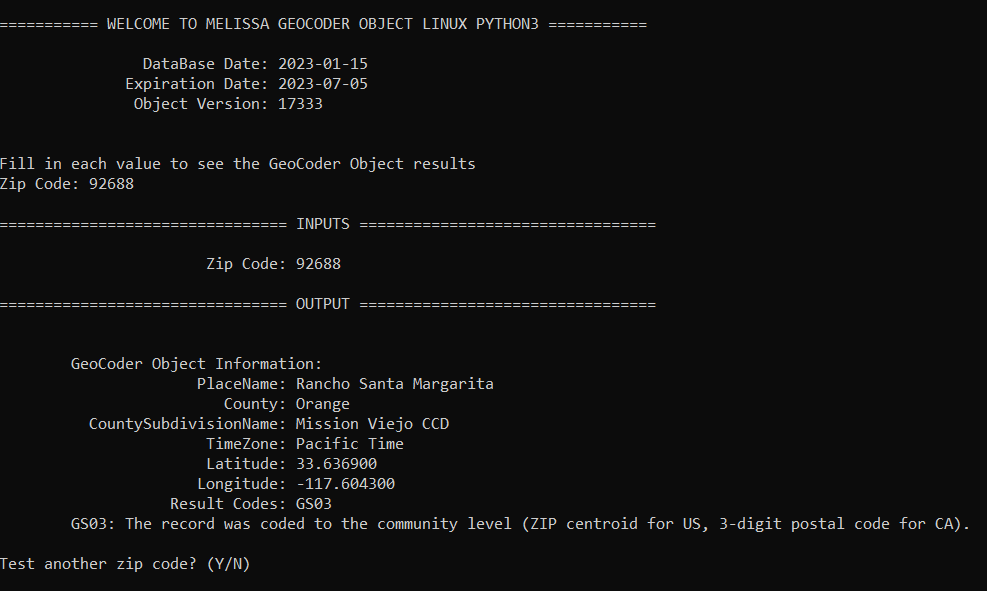 =========== WELCOME TO MELISSA GEOCODER OBJECT LINUX PYTHON3 ===========
DataBase Date: 2023-01-15
Expiration Date: 2023-07-05
Object Version: 17333
Fill in each value to see the GeoCoder Object results
Zip Code: 92688
================================ INPUTS =================================
Zip Code: 92688
================================ OUTPUT =================================
GeoCoder Object Information:
PlaceName: Rancho Santa Margarita
County: Orange
CountySubdivisionName: Mission Viejo CCD
TimeZone: Pacific Time
Latitude: 33.636900
Longitude: -117.604300
Result Codes: GS03
GS03: The record was coded to the community level (ZIP centroid for US, 3-digit postal code for CA).
Test another zip code? (Y/N)